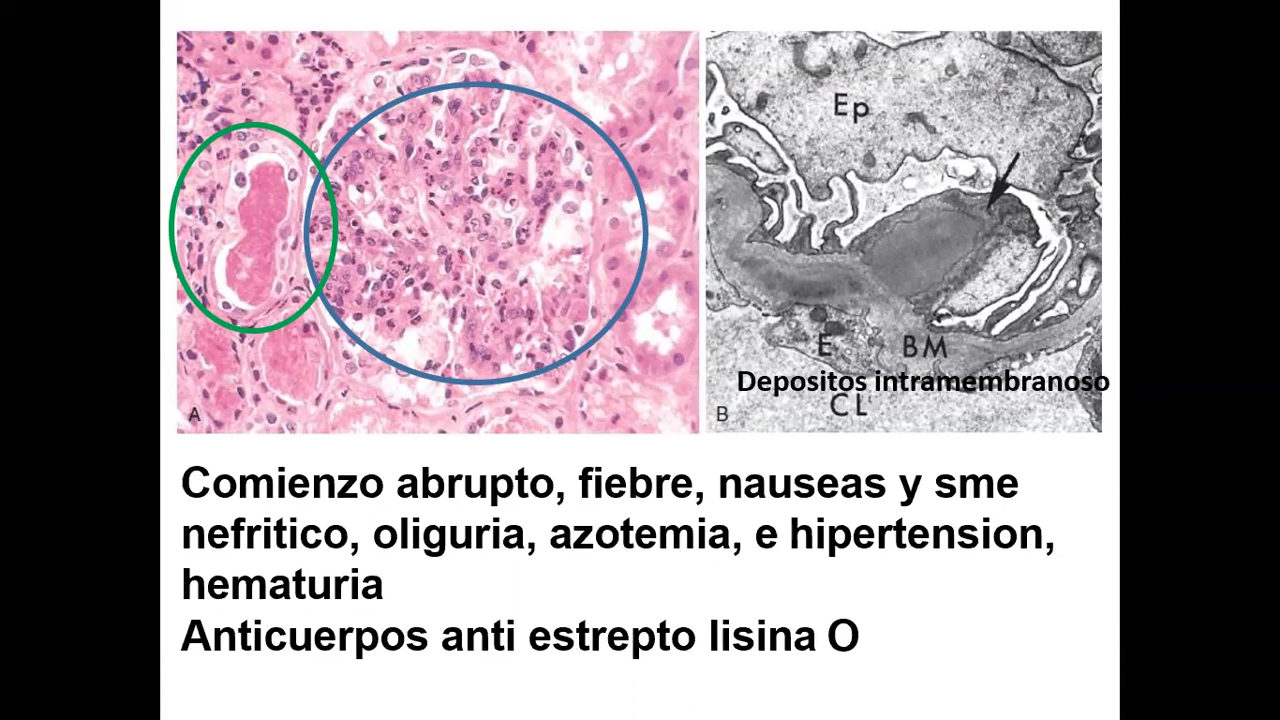 Ep
E
BM
Depositos intramembranoso
A
B
CL
Comienzo abrupto, fiebre, nauseas y sme
nefritico, oliguria, azotemia, e hipertension,
hematuria
Anticuerpos anti estrepto lisina O